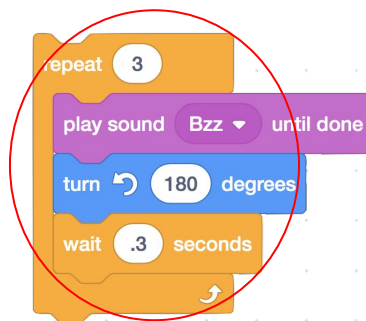 repeat 3
play sound Bzz until done
turn 180 degrees
wait .3 seconds